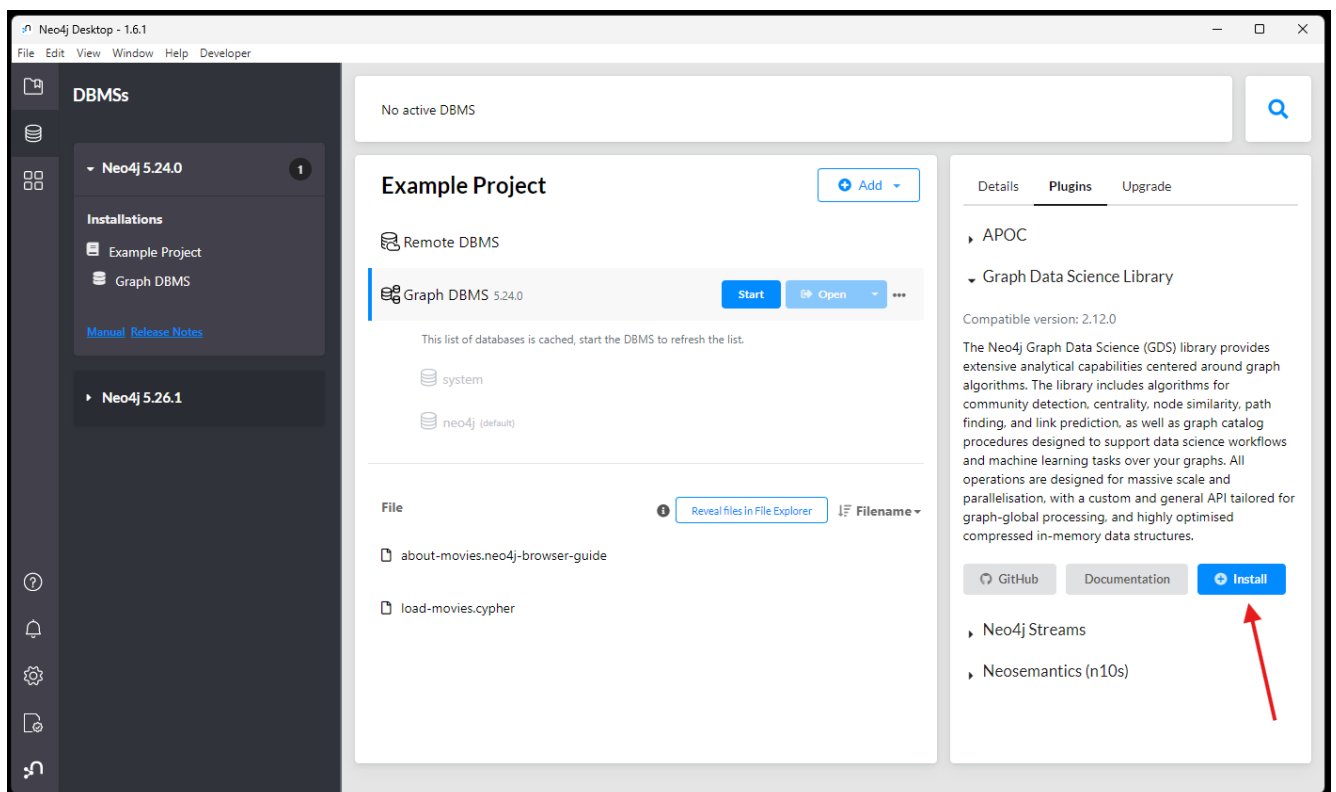 Neo4j Desktop - 1.6.1
File Edit View Window Help Developer
DBMSs
Neo4j 5.24.0 1
Installations
Example Project
Graph DBMS
Manual Release Notes
Neo4j 5.26.1
No active DBMS
Example Project
Add
Remote DBMS
Graph DBMS 5.24.0 Start Open
This list of databases is cached, start the DBMS to refresh the list.
system
neo4j (default)
File Reveal files in File Explorer Filename
about-movies.neo4j-browser-guide
load-movies.cypher
Details Plugins Upgrade
APOC
Graph Data Science Library
Compatible version: 2.12.0
The Neo4j Graph Data Science (GDS) library provides
extensive analytical capabilities centered around graph
algorithms. The library includes algorithms for
community detection, centrality, node similarity, path
finding, and link prediction, as well as graph catalog
procedures designed to support data science workflows
and machine learning tasks over your graphs. All
operations are designed for massive scale and
parallelisation, with a custom and general API tailored for
graph-global processing, and highly optimised
compressed in-memory data structures.
GitHub Documentation Install
Neo4j Streams
Neosemantics (n10s)